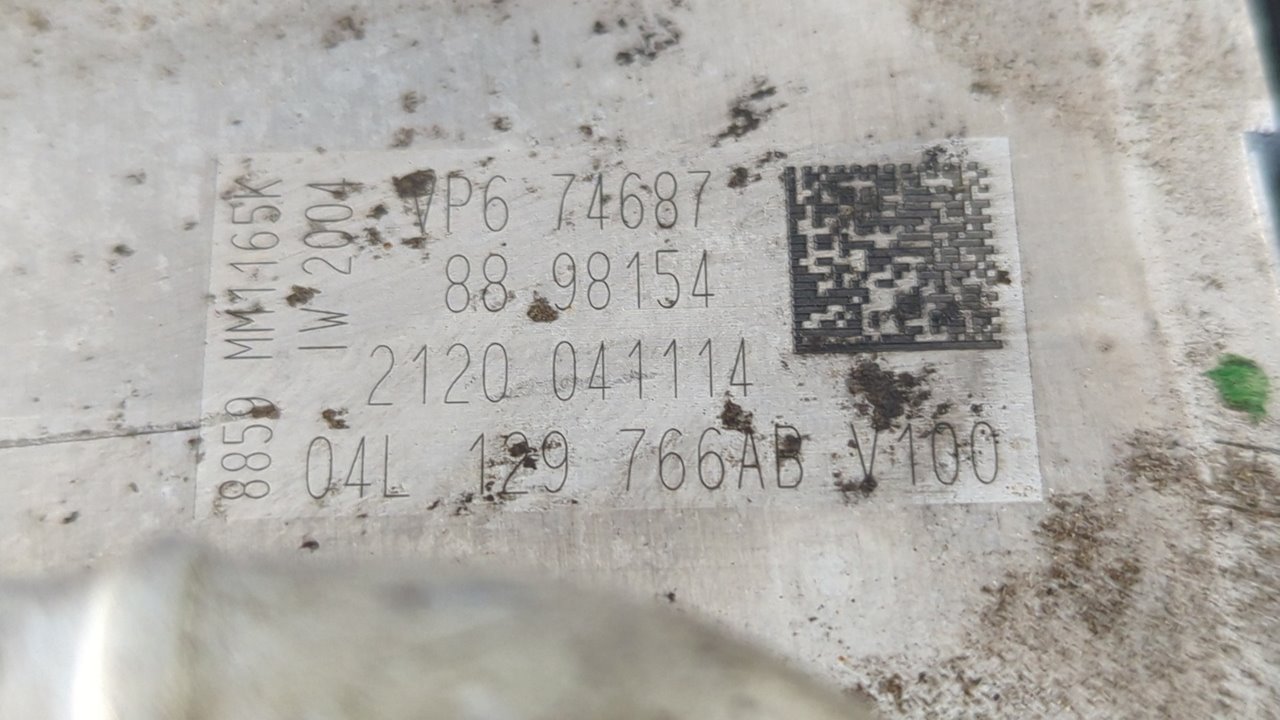 VP6 74687
88 98154
2120 041114
04L 129 766AB V100
8859 MM1165K
IW 2004